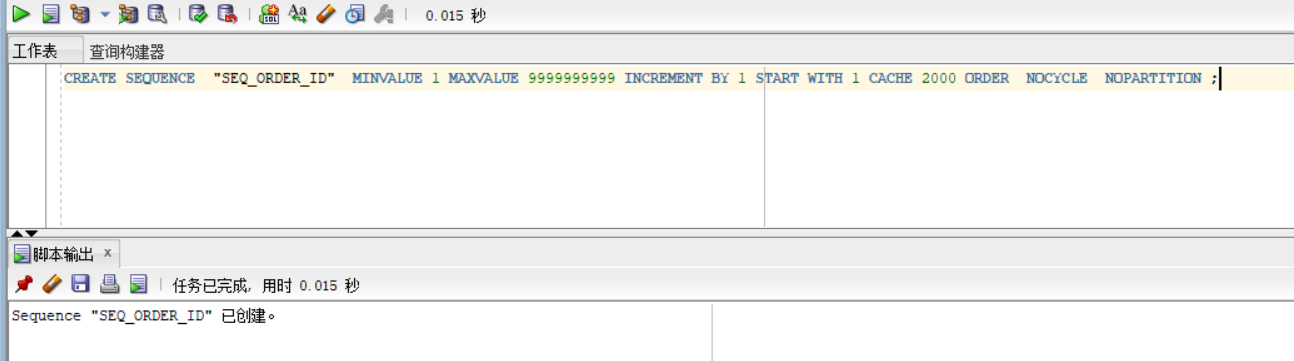 0.015 秒
工作表 查询构建器
CREATE SEQUENCE  "SEQ_ORDER_ID"  MINVALUE 1 MAXVALUE 9999999999 INCREMENT BY 1 START WITH 1 CACHE 2000 ORDER  NOCYCLE  NOPARTITION ;
脚本输出 x
任务已完成, 用时 0.015 秒
Sequence "SEQ_ORDER_ID" 已创建。